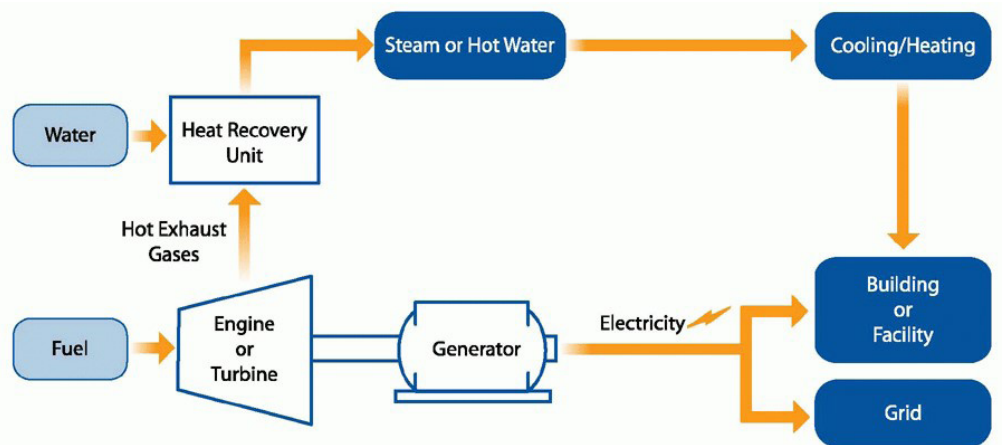 Steam or Hot Water
Cooling/Heating
Water
Heat Recovery
Unit
Hot Exhaust
Gases
Fuel
Engine
or
Turbine
Generator
Electricity
Building
or
Facility
Grid